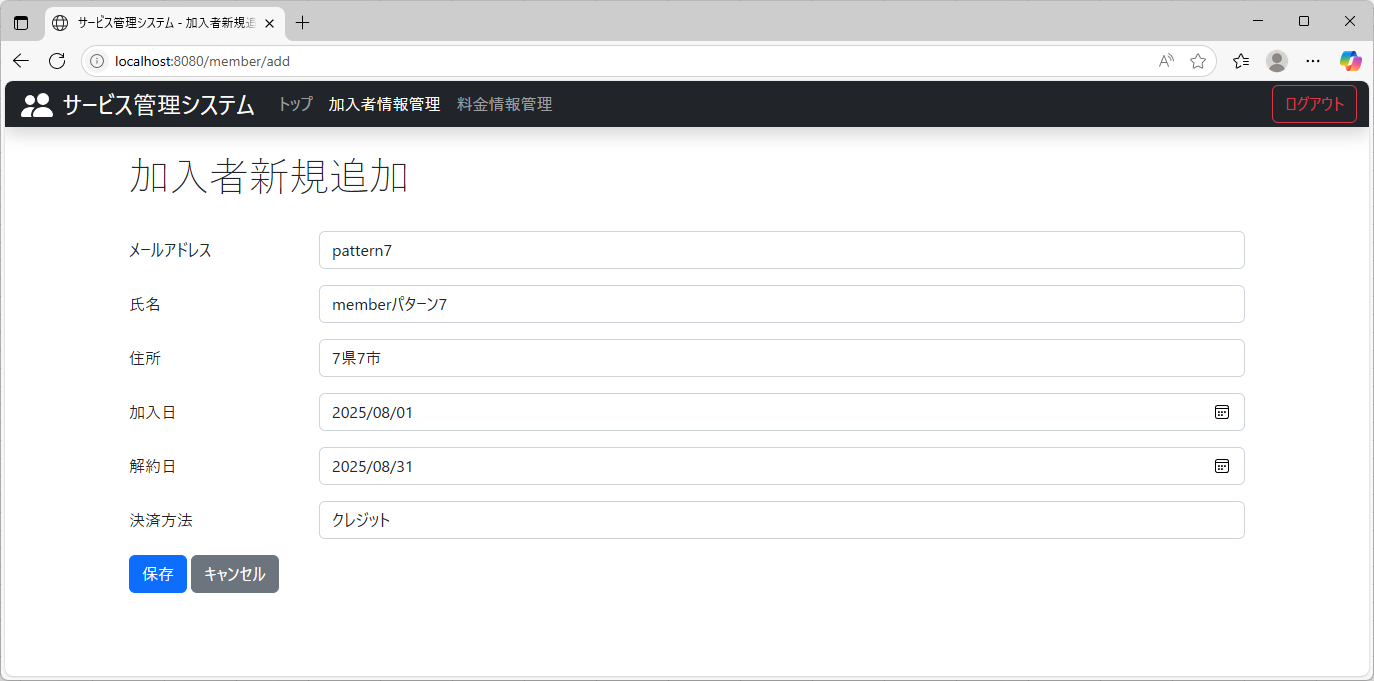 サービス管理システム - 加入者新規追
localhost:8080/member/add
サービス管理システム トップ 加入者情報管理 料金情報管理 ログアウト
加入者新規追加
メールアドレス pattern7
氏名 memberパターン7
住所 7県7市
加入日 2025/08/01
解約日 2025/08/31
決済方法 クレジット
保存 キャンセル